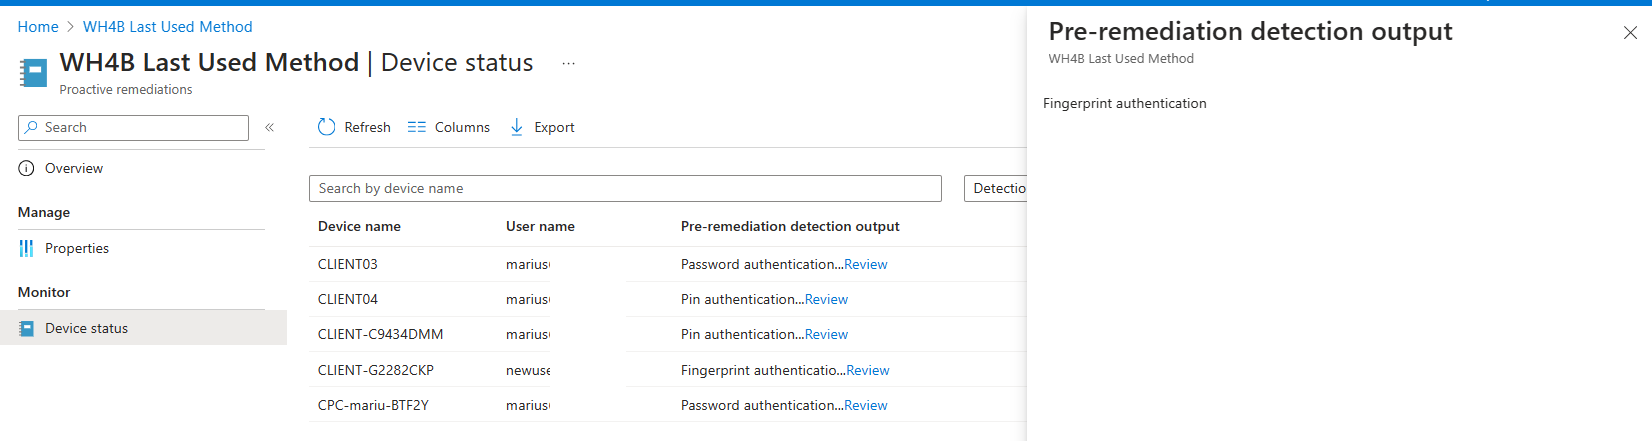 Home > WH4B Last Used Method
WH4B Last Used Method | Device status ...
Proactive remediations
Search «
Overview
Manage
Properties
Monitor
Device status
Refresh Columns Export
Search by device name Detectio
Device name User name Pre-remediation detection output
CLIENT03 marius Password authentication...Review
CLIENT04 marius Pin authentication...Review
CLIENT-C9434DMM marius Pin authentication...Review
CLIENT-G2282CKP newuse Fingerprint authenticatio...Review
CPC-mariu-BTF2Y marius Password authentication...Review
Pre-remediation detection output
WH4B Last Used Method
Fingerprint authentication